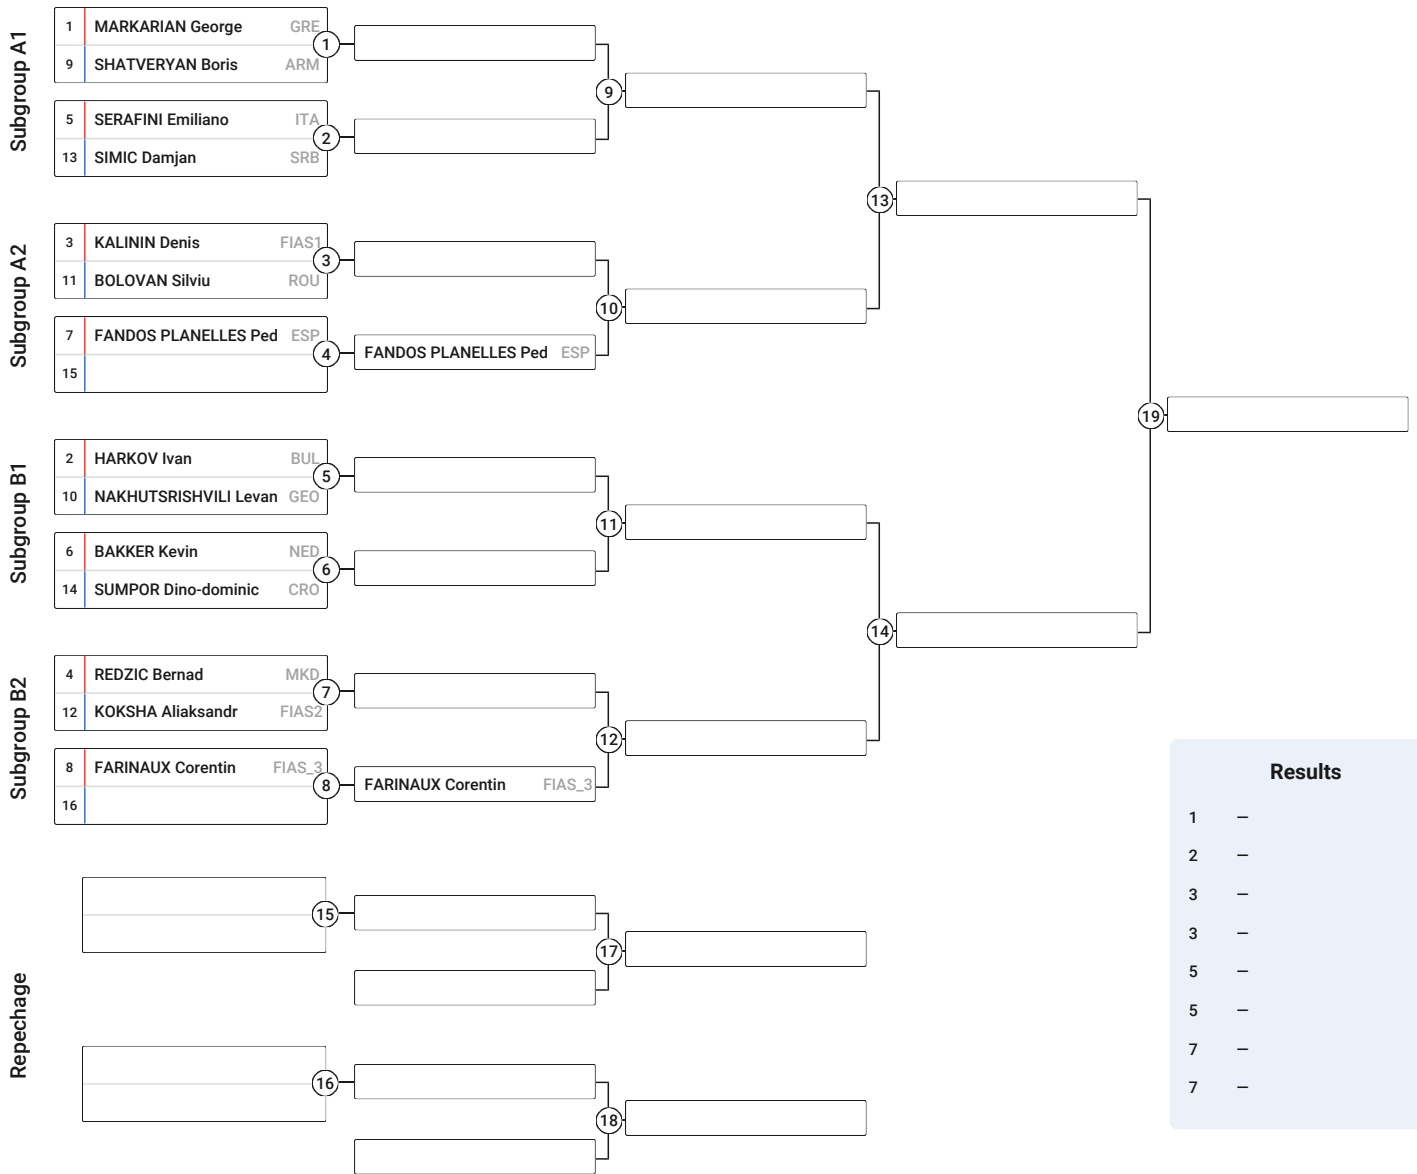 Subgroup A1
1 MARKARIAN George GRE
9 SHATVERYAN Boris ARM
1
5 SERAFINI Emiliano ITA
13 SIMIC Damjan SRB
2
9
Subgroup A2
3 KALININ Denis FIAS1
11 BOLOVAN Silviu ROU
3
7 FANDOS PLANELLES Ped ESP
15
4
FANDOS PLANELLES Ped ESP
10
13
Subgroup B1
2 HARKOV Ivan BUL
10 NAKHUTSRISHVILI Levan GEO
5
6 BAKKER Kevin NED
14 SUMPOR Dino-dominic CRO
6
11
Subgroup B2
4 REDZIC Bernad MKD
12 KOKSHA Aliaksandr FIAS2
7
8 FARINAUX Corentin FIAS_3
16
8
FARINAUX Corentin FIAS_3
12
14
19
Repechage
15
17
16
18
Results
1 –
2 –
3 –
3 –
5 –
5 –
7 –
7 –